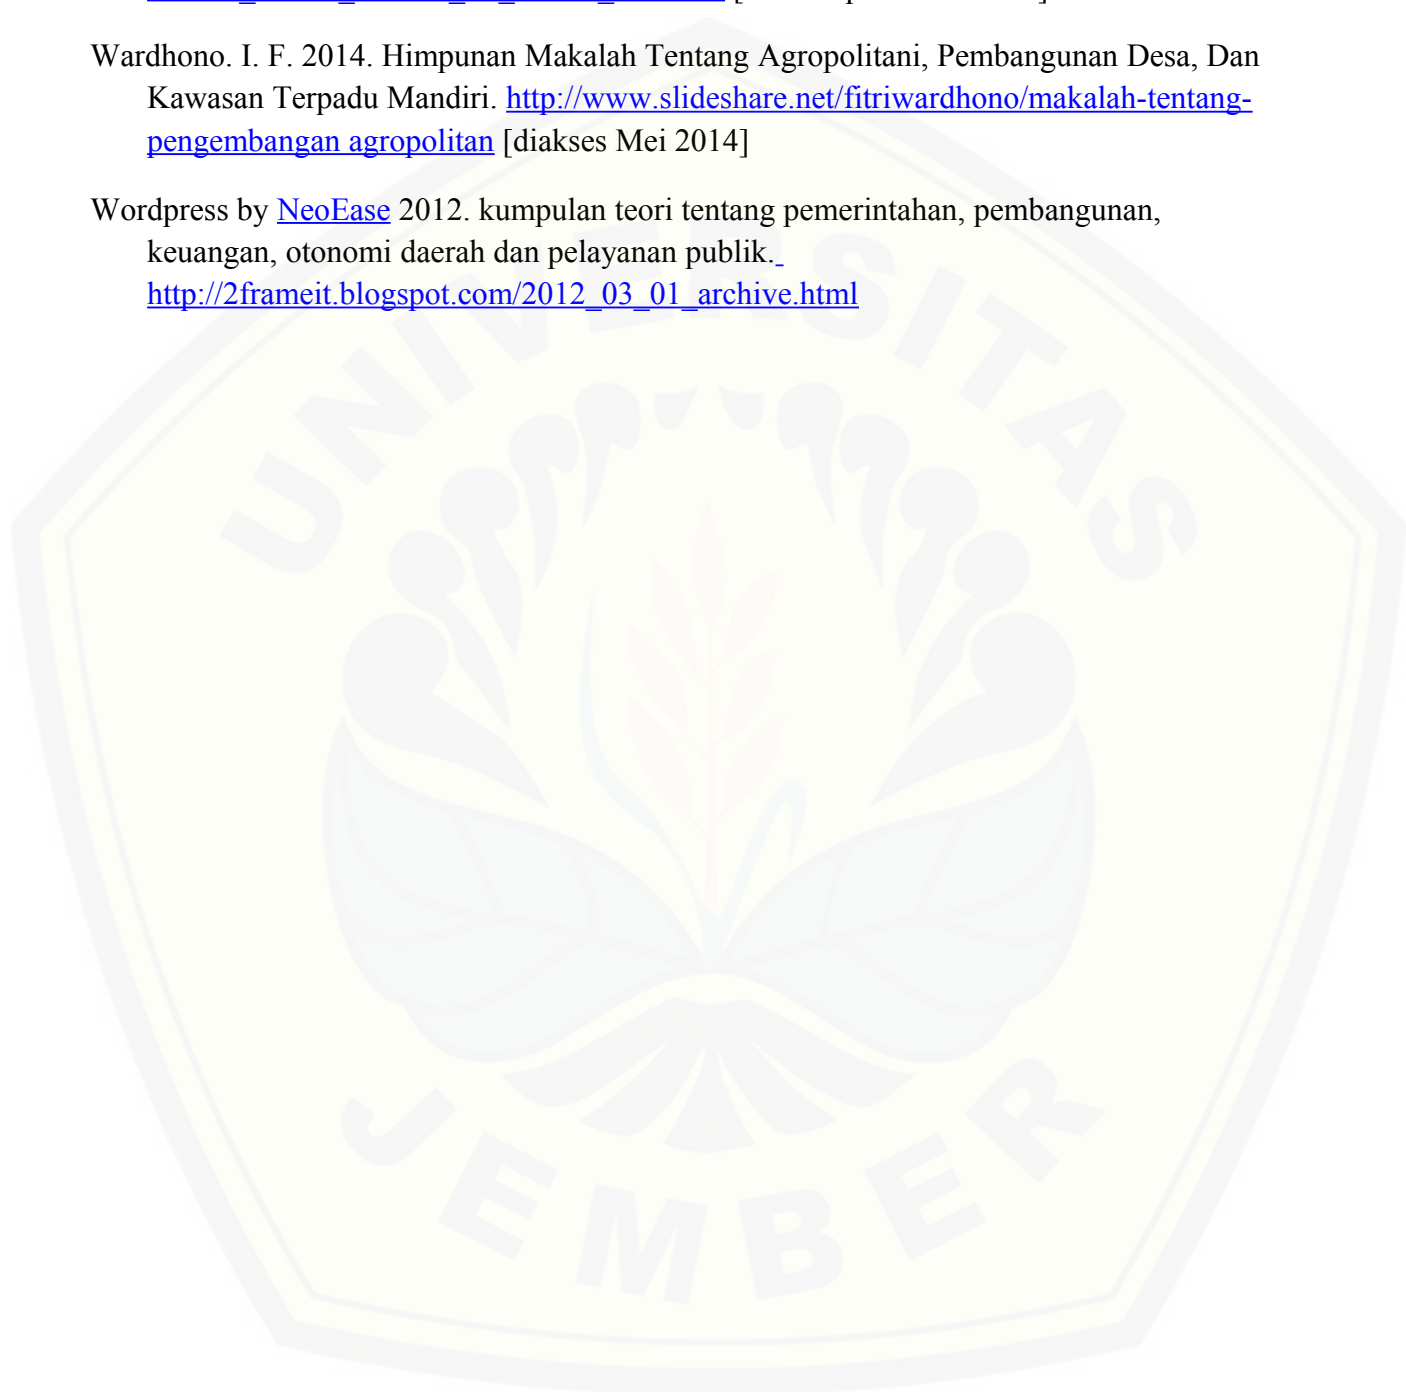 Wardhono. I. F. 2014. Himpunan Makalah Tentang Agropolitani, Pembangunan Desa, Dan
Kawasan Terpadu Mandiri. http://www.slideshare.net/fitriwardhono/makalah-tentang-
pengembangan agropolitan [diakses Mei 2014]
Wordpress by NeoEase 2012. kumpulan teori tentang pemerintahan, pembangunan,
keuangan, otonomi daerah dan pelayanan publik.
http://2frameit.blogspot.com/2012_03_01_archive.html
UNIVERSITAS
JEMBER